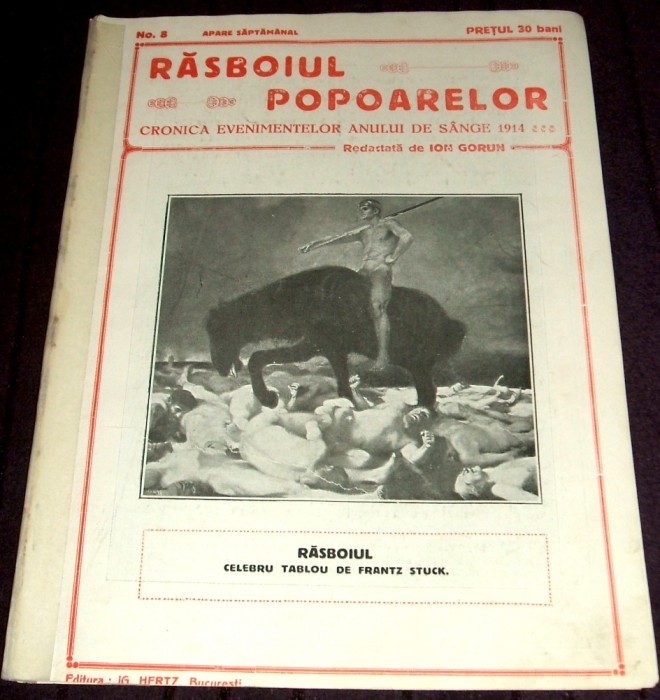 No. 8 APARE SĂPTĂMÂNAL PREȚUL 30 bani
RĂSBOIUL
POPOARELOR
CRONICA EVENIMENTELOR ANULUI DE SÂNGE 1914
Redactată de ION GORUN
RĂSBOIUL
CELEBRU TABLOU DE FRANTZ STUCK.
Editura: IG. HERTZ București